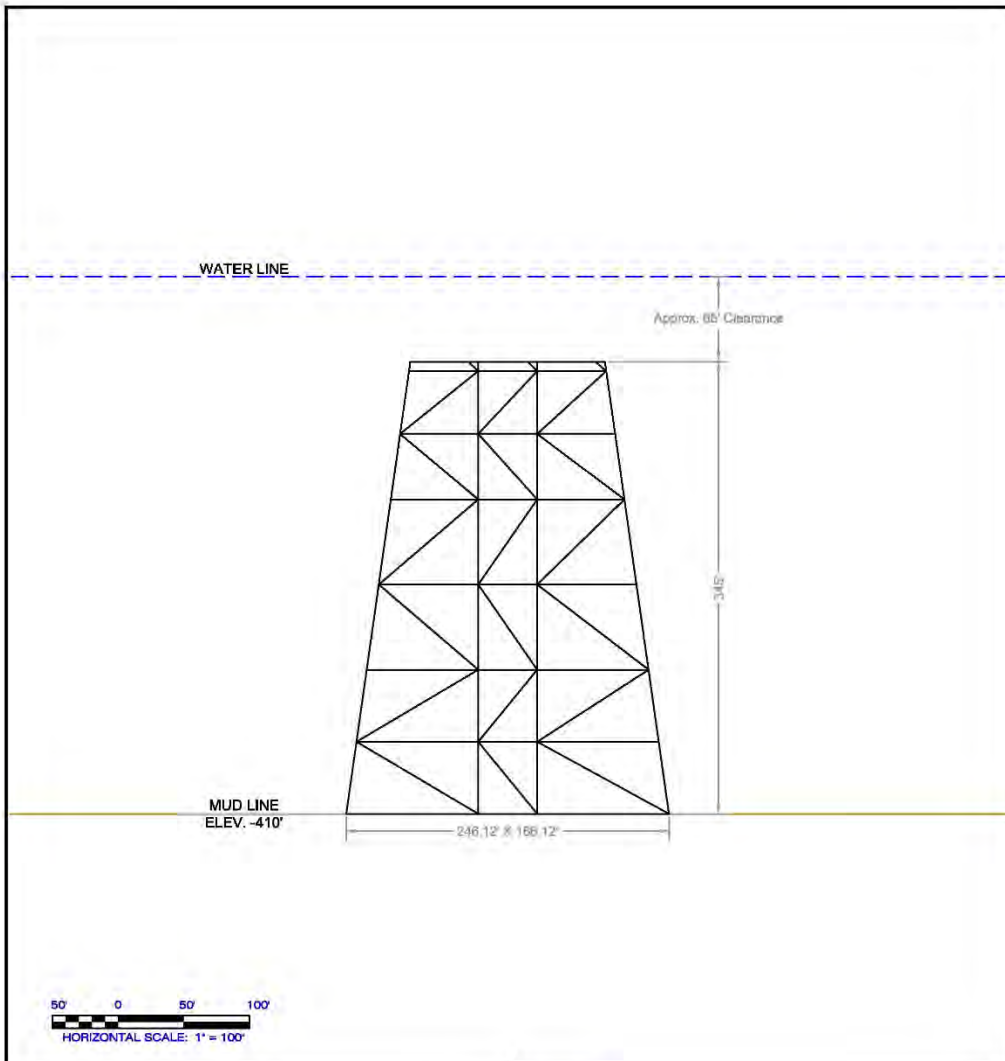 WATER LINE
Approx. 65' Clearance
345'
MUD LINE
ELEV. -410'
246.12' X 166.12'
50' 0 50' 100'
HORIZONTAL SCALE: 1" = 100'